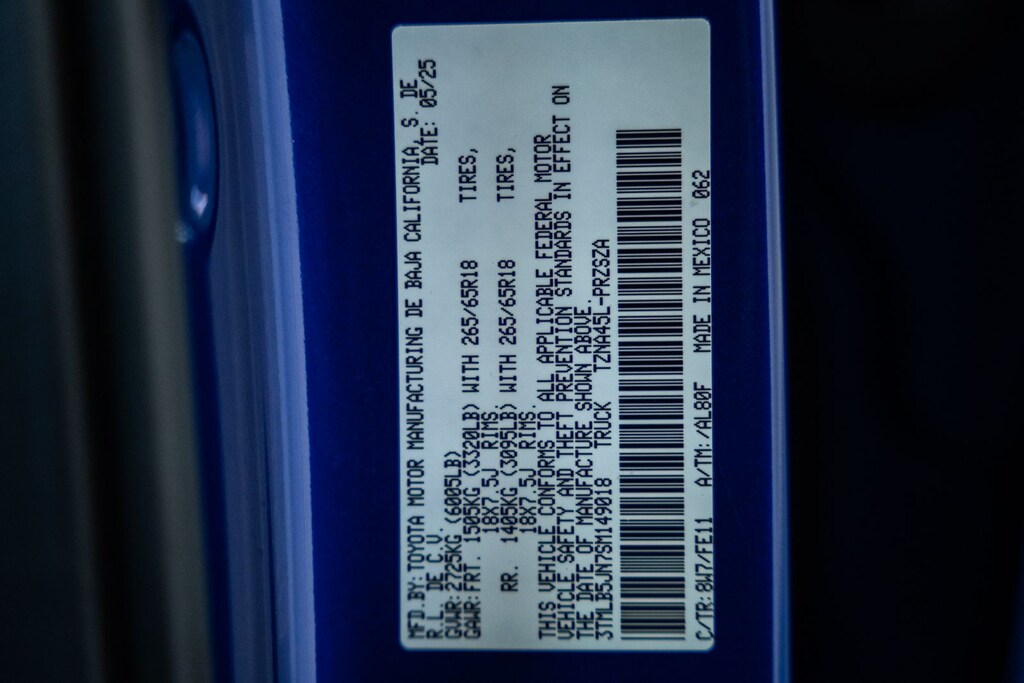 MFD.BY:TOYOTA MOTOR MANUFACTURING DE BAJA CALIFORNIA, S. DE
R.L. DE C.V. DATE: 05/25
GVWR:2725KG (6005LB)
GAWR:FRT. 1505KG (3320LB) WITH 265/65R18 TIRES,
18X7.5J RIMS.
RR. 1405KG (3095LB) WITH 265/65R18 TIRES,
18X7.5J RIMS.
THIS VEHICLE CONFORMS TO ALL APPLICABLE FEDERAL MOTOR
VEHICLE SAFETY AND THEFT PREVENTION STANDARDS IN EFFECT ON
THE DATE OF MANUFACTURE SHOWN ABOVE.
3TMLB5JN7SM149018 TRUCK TZNA45L-PRZSZA
C/TR:8W7/FE11 A/TM:/AL80F MADE IN MEXICO 062